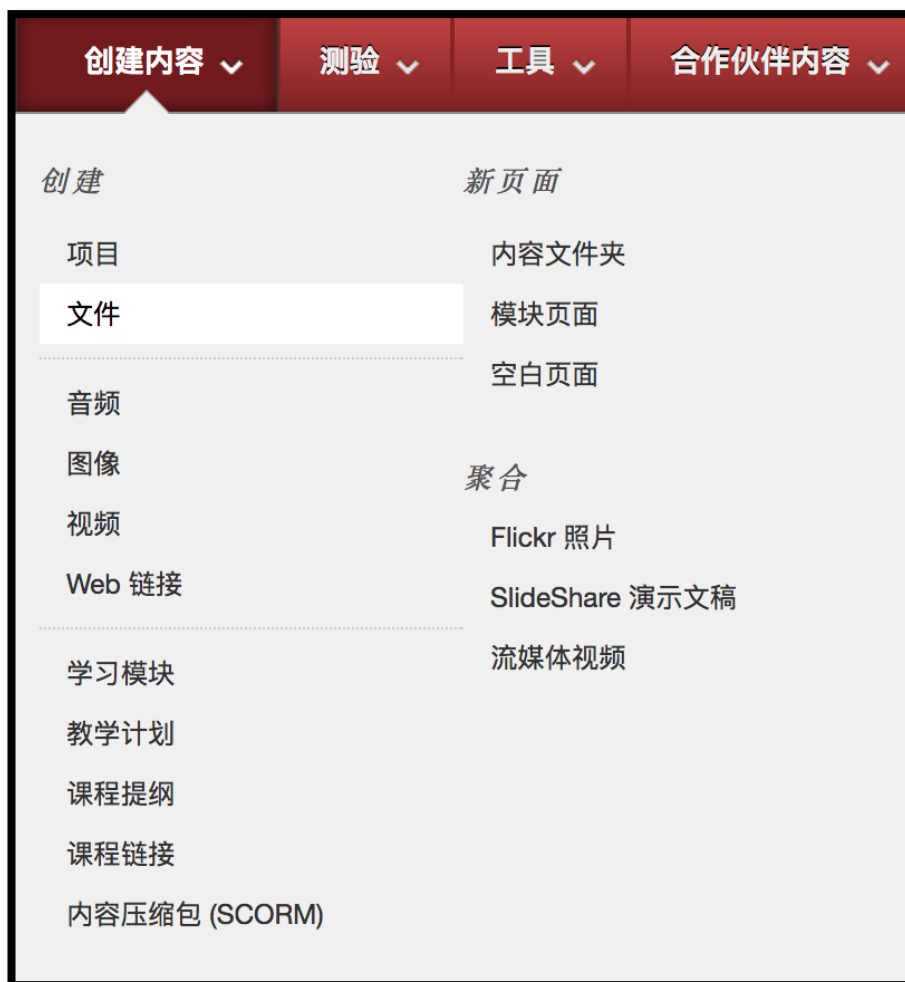 创建内容
测验
工具
合作伙伴内容
创建
项目
文件
音频
图像
视频
Web 链接
学习模块
教学计划
课程提纲
课程链接
内容压缩包 (SCORM)
新页面
内容文件夹
模块页面
空白页面
聚合
Flickr 照片
SlideShare 演示文稿
流媒体视频